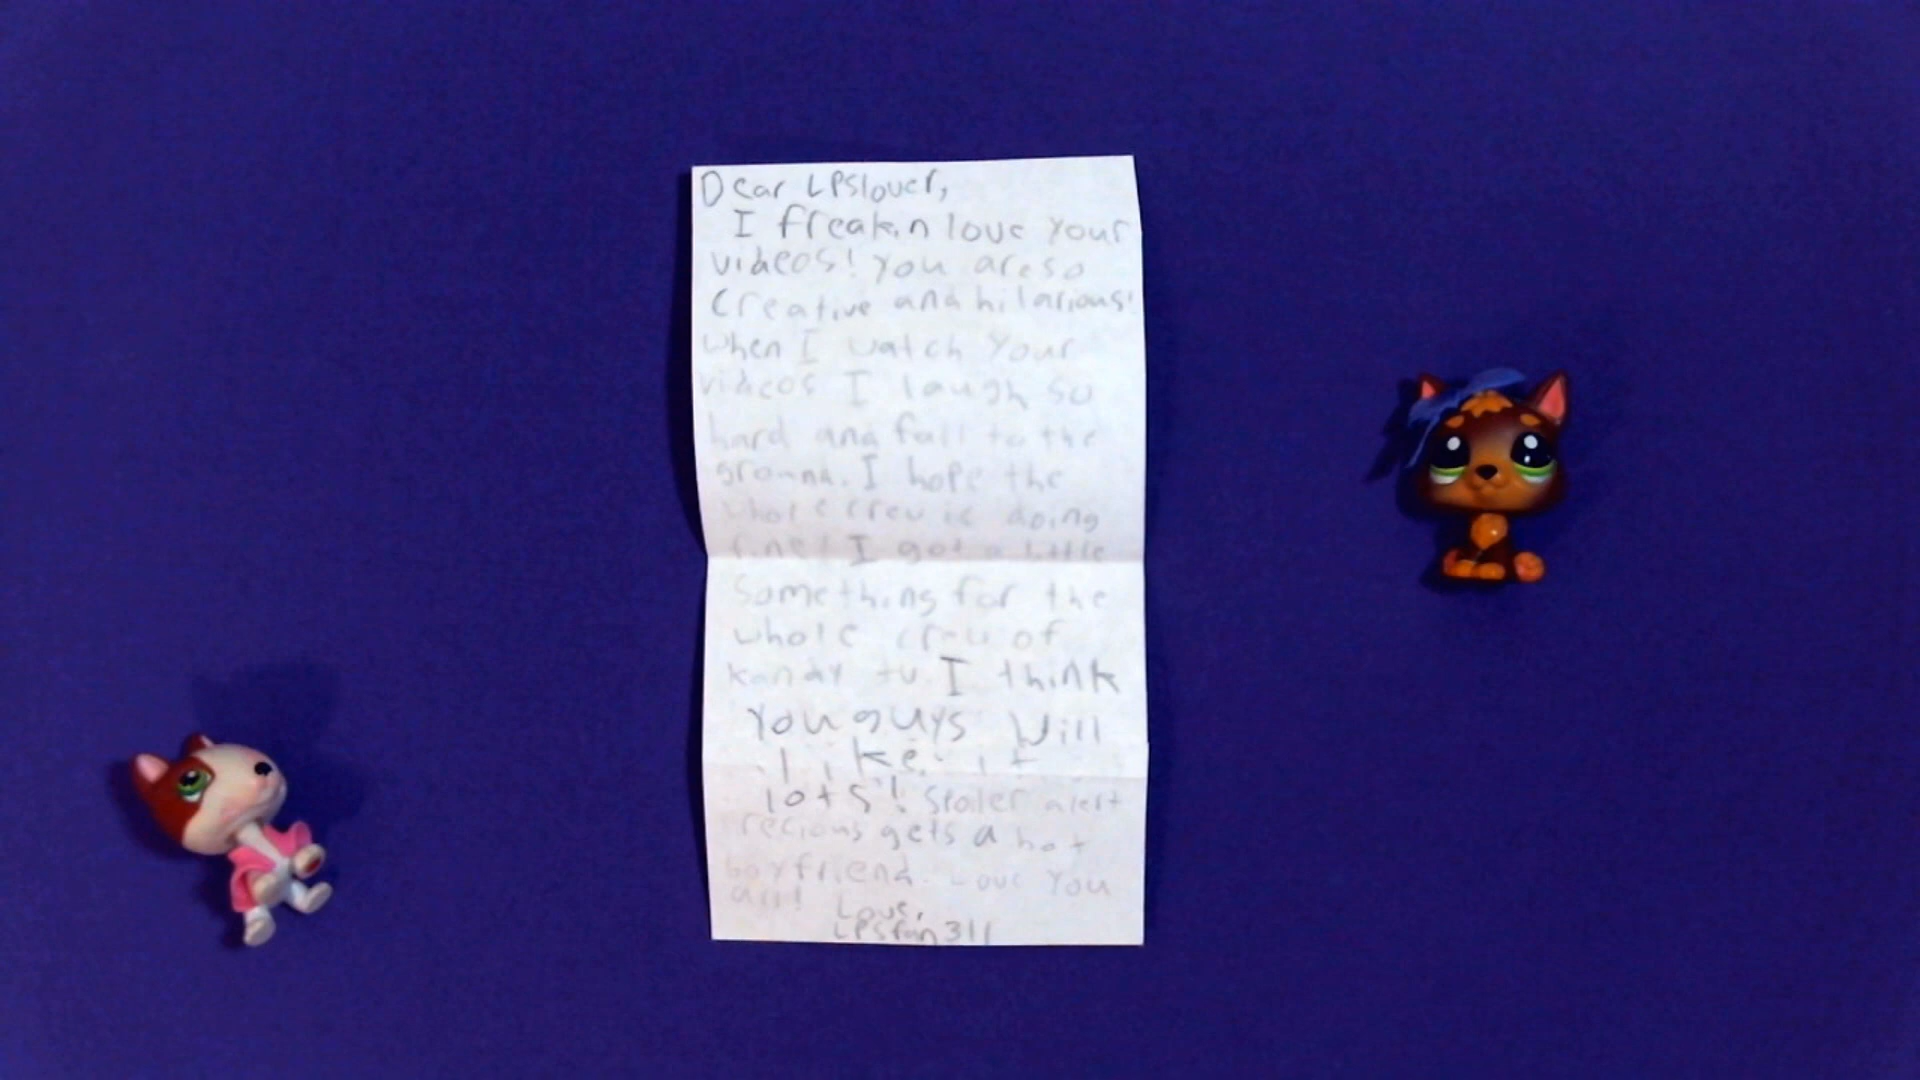 Dear LPSlover,
I freakin love your
videos! You are so
creative and hilarious!
When I watch Your
videos I laugh so
hard and fall to the
ground. I hope the
whole crew is doing
fine! I got a little
Something for the
whole crew of
kandy tv I think
You guys Will
like it
lots! Spoiler alert
recious gets a hot
boyfriend. Love You
all! Love,
LPSfan311